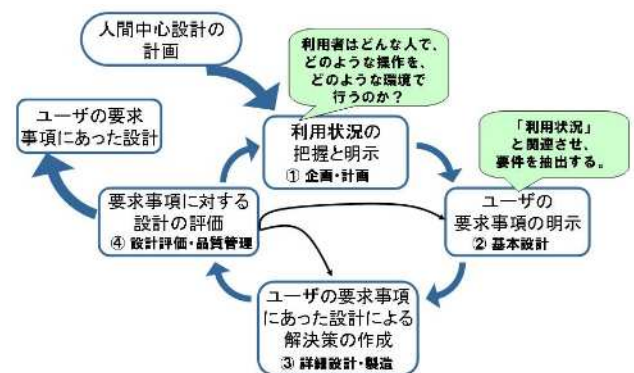 人間中心設計の
計画
利用者はどんな人で、
どのような操作を、
どのような環境で
行うのか？
ユーザの要求
事項にあった設計
利用状況の
把握と明示
① 企画・計画
「利用状況」
と関連させ、
要件を抽出する。
要求事項に対する
設計の評価
④ 設計評価・品質管理
ユーザの
要求事項の明示
② 基本設計
ユーザの要求事項
にあった設計による
解決策の作成
③ 詳細設計・製造